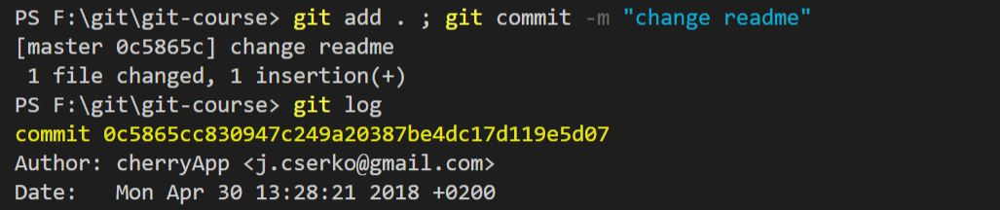 PS F:\git\git-course> git add . ; git commit -m "change readme"
[master 0c5865c] change readme
 1 file changed, 1 insertion(+)
PS F:\git\git-course> git log
commit 0c5865cc830947c249a20387be4dc17d119e5d07
Author: cherryApp <j.cserko@gmail.com>
Date:   Mon Apr 30 13:28:21 2018 +0200